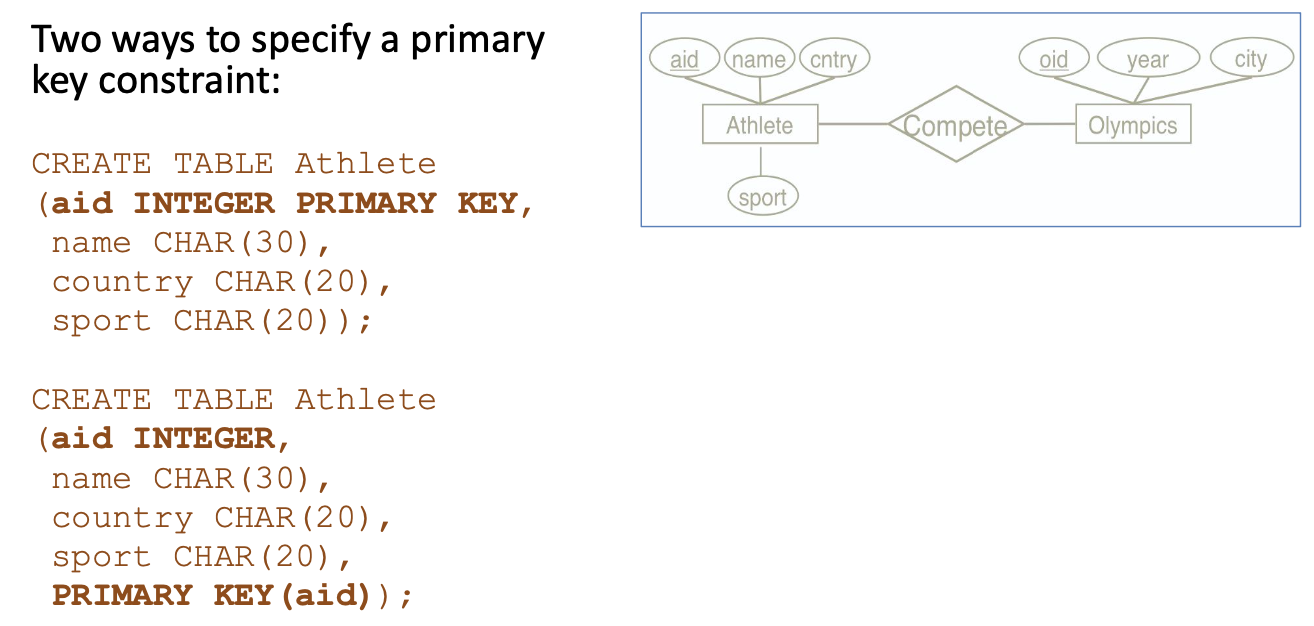 Two ways to specify a primary
key constraint:
CREATE TABLE Athlete
(aid INTEGER PRIMARY KEY,
name CHAR(30),
country CHAR(20),
sport CHAR(20));
CREATE TABLE Athlete
(aid INTEGER,
name CHAR(30),
country CHAR(20),
sport CHAR(20),
PRIMARY KEY(aid));
aid name cntry oid year city
Athlete Compete Olympics
sport